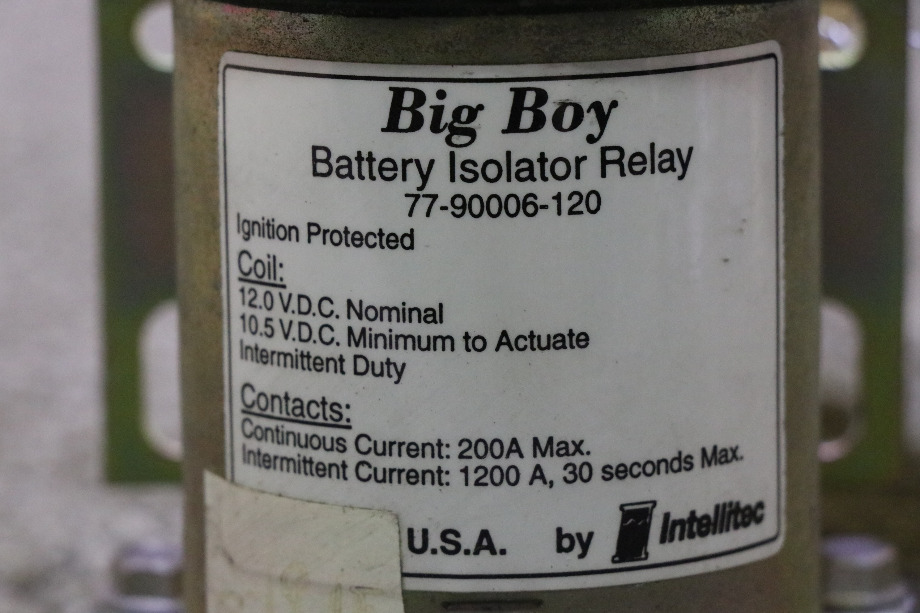 Big Boy
Battery Isolator Relay
77-90006-120
Ignition Protected
Coil:
12.0 V.D.C. Nominal
10.5 V.D.C. Minimum to Actuate
Intermittent Duty
Contacts:
Continuous Current: 200A Max.
Intermittent Current: 1200 A, 30 seconds Max.
U.S.A. by Intellitec